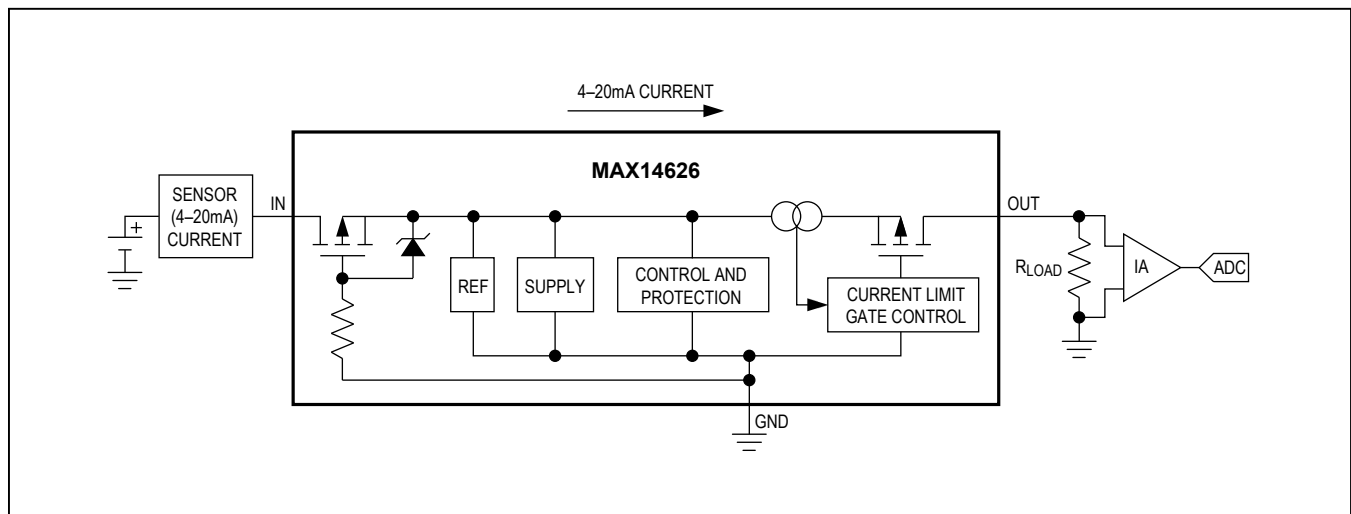 4–20mA CURRENT
MAX14626
SENSOR
(4–20mA)
CURRENT
+
IN
OUT
REF
SUPPLY
CONTROL AND
PROTECTION
CURRENT LIMIT
GATE CONTROL
RLOAD
IA
ADC
GND